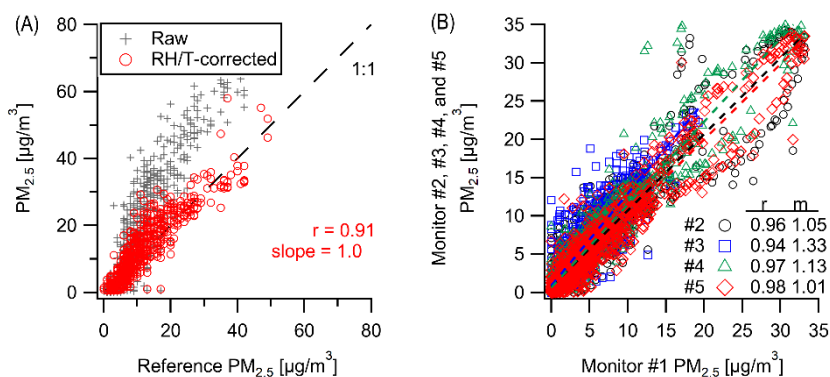 (A)
80
60
40
20
0
PM2.5 [µg/m³]
Raw
RH/T-corrected
1:1
r = 0.91
slope = 1.0
0 20 40 60 80
Reference PM2.5 [µg/m³]
(B)
35
30
25
20
15
10
5
0
Monitor #2, #3, #4, and #5
PM2.5 [µg/m³]
r m
#2 0.96 1.05
#3 0.94 1.33
#4 0.97 1.13
#5 0.98 1.01
0 5 10 15 20 25 30 35
Monitor #1 PM2.5 [µg/m³]